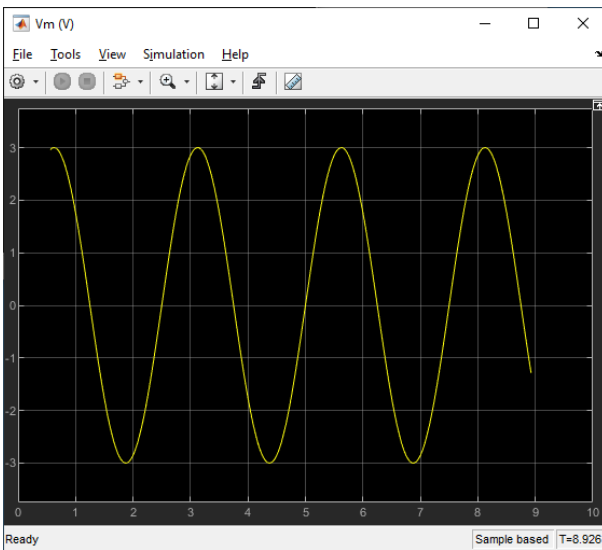 Vm (V)
File Tools View Simulation Help
3
2
1
0
-1
-2
-3
0 1 2 3 4 5 6 7 8 9 10
Ready Sample based T=8.926